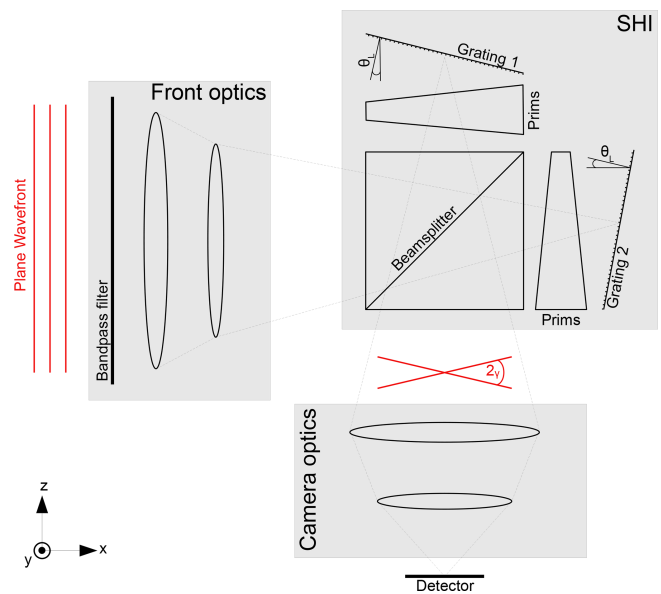 SHI
Front optics
Grating 1
θL
Prims
Plane Wavefront
Bandpass filter
Beamsplitter
θL
Grating 2
Prims
2γ
Camera optics
z
y
x
Detector